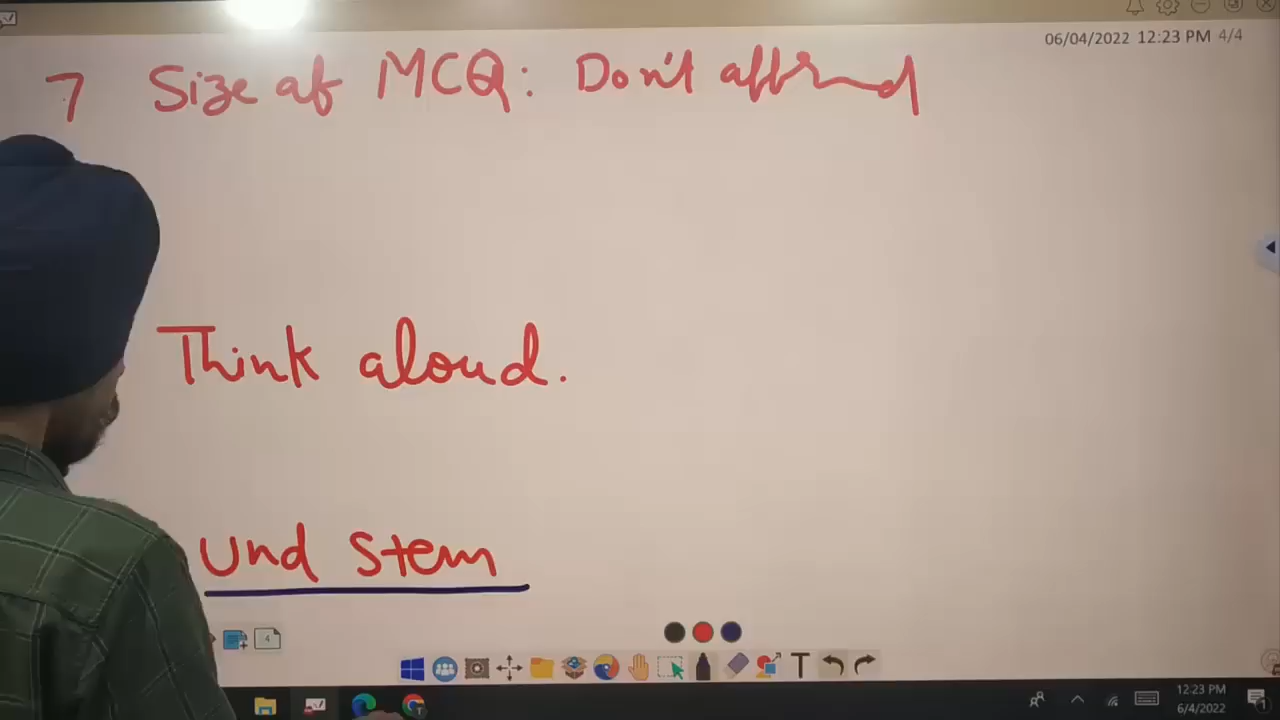 06/04/2022 12:23 PM 4/4
7 Size of MCQ: Don't
Think aloud.
Und Stem
4
12:23 PM
6/4/2022